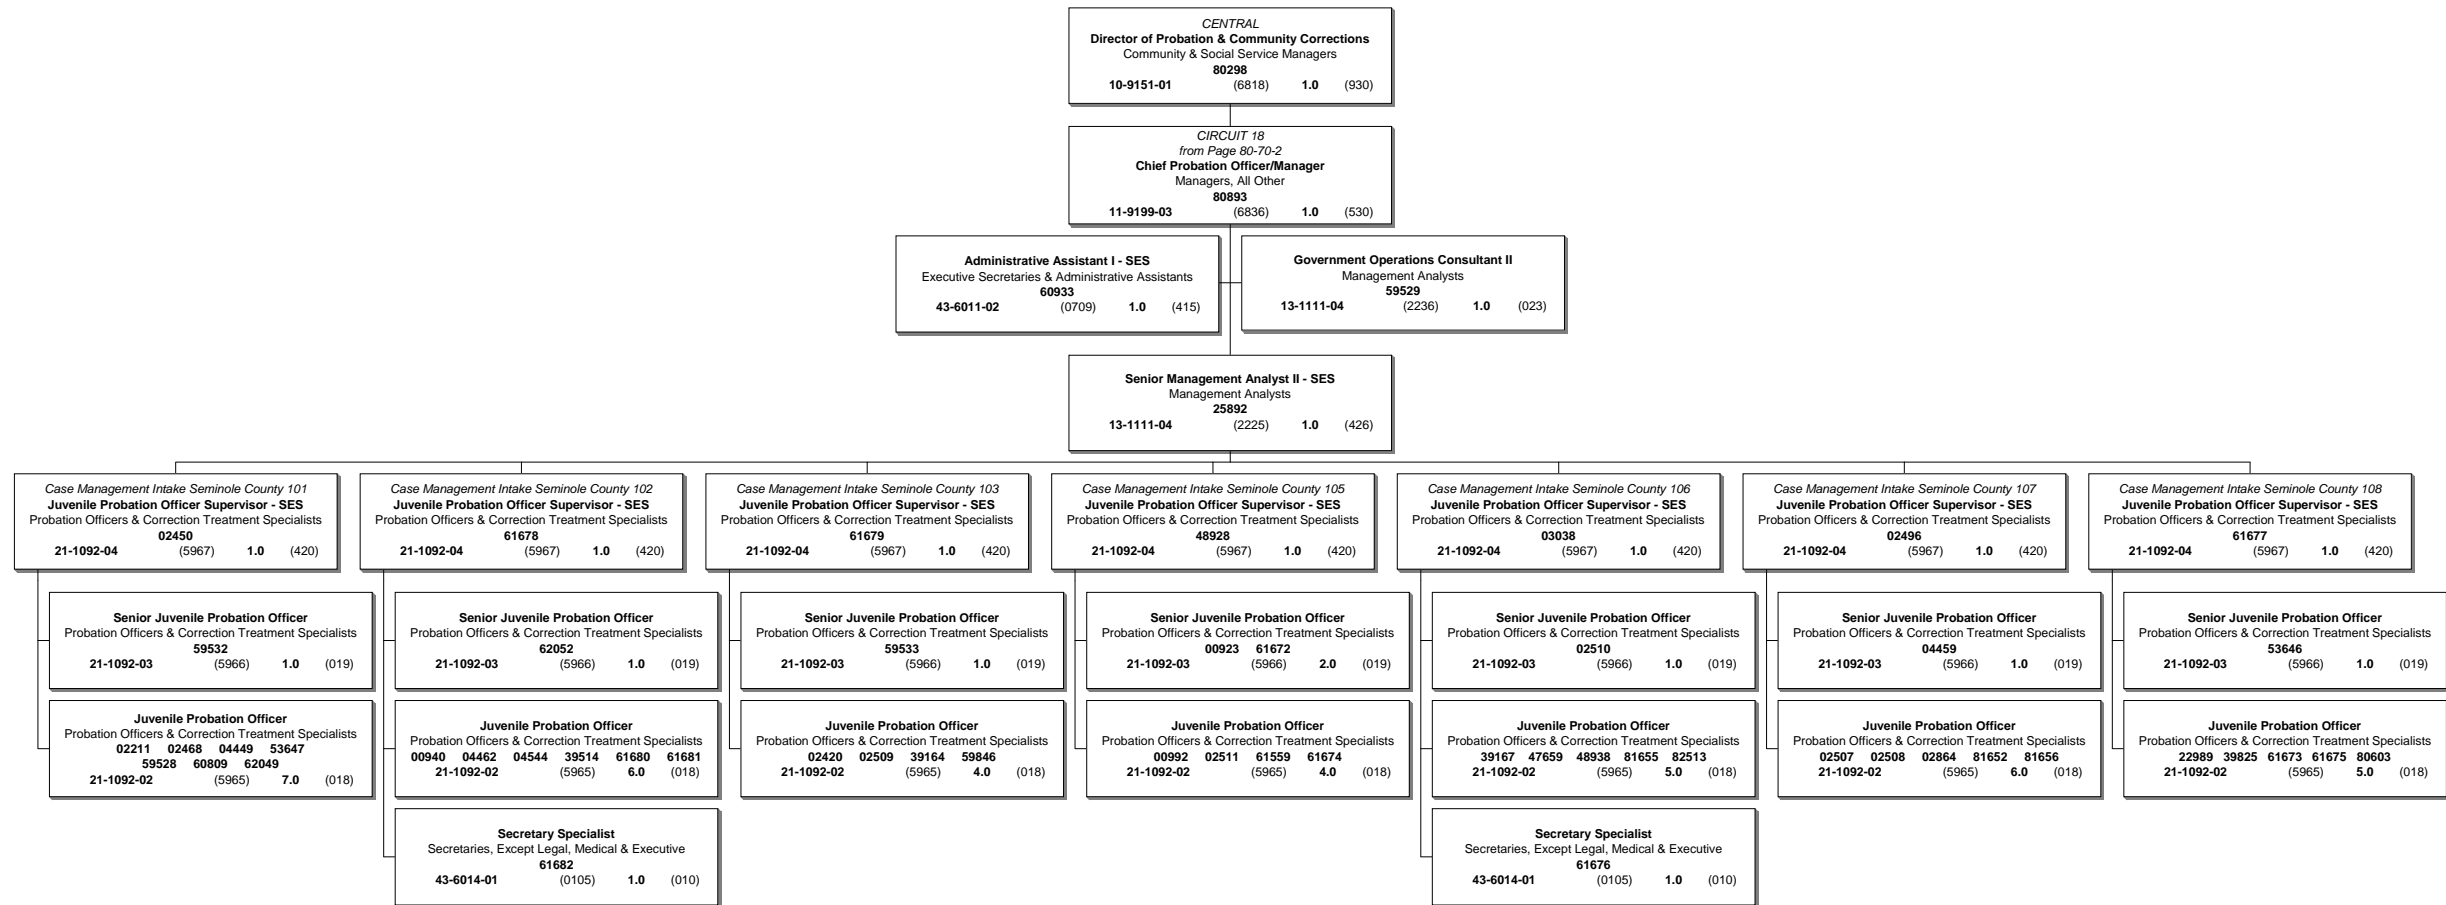 CENTRAL
Director of Probation & Community Corrections
Community & Social Service Managers
80298
10-9151-01 (6818) 1.0 (930)
CIRCUIT 18
from Page 80-70-2
Chief Probation Officer/Manager
Managers, All Other
80893
11-9199-03 (6836) 1.0 (530)
Administrative Assistant I - SES
Executive Secretaries & Administrative Assistants
60933
43-6011-02 (0709) 1.0 (415)
Government Operations Consultant II
Management Analysts
59529
13-1111-04 (2236) 1.0 (023)
Senior Management Analyst II - SES
Management Analysts
25892
13-1111-04 (2225) 1.0 (426)
Case Management Intake Seminole County 101
Juvenile Probation Officer Supervisor - SES
Probation Officers & Correction Treatment Specialists
02450
21-1092-04 (5967) 1.0 (420)
Senior Juvenile Probation Officer
Probation Officers & Correction Treatment Specialists
59532
21-1092-03 (5966) 1.0 (019)
Juvenile Probation Officer
Probation Officers & Correction Treatment Specialists
02211 02468 04449 53647
59528 60809 62049
21-1092-02 (5965) 7.0 (018)
Case Management Intake Seminole County 102
Juvenile Probation Officer Supervisor - SES
Probation Officers & Correction Treatment Specialists
61678
21-1092-04 (5967) 1.0 (420)
Senior Juvenile Probation Officer
Probation Officers & Correction Treatment Specialists
62052
21-1092-03 (5966) 1.0 (019)
Juvenile Probation Officer
Probation Officers & Correction Treatment Specialists
00940 04462 04544 39514 61680 61681
21-1092-02 (5965) 6.0 (018)
Secretary Specialist
Secretaries, Except Legal, Medical & Executive
61682
43-6014-01 (0105) 1.0 (010)
Case Management Intake Seminole County 103
Juvenile Probation Officer Supervisor - SES
Probation Officers & Correction Treatment Specialists
61679
21-1092-04 (5967) 1.0 (420)
Senior Juvenile Probation Officer
Probation Officers & Correction Treatment Specialists
59533
21-1092-03 (5966) 1.0 (019)
Juvenile Probation Officer
Probation Officers & Correction Treatment Specialists
02420 02509 39164 59846
21-1092-02 (5965) 4.0 (018)
Case Management Intake Seminole County 105
Juvenile Probation Officer Supervisor - SES
Probation Officers & Correction Treatment Specialists
48928
21-1092-04 (5967) 1.0 (420)
Senior Juvenile Probation Officer
Probation Officers & Correction Treatment Specialists
00923 61672
21-1092-03 (5966) 2.0 (019)
Juvenile Probation Officer
Probation Officers & Correction Treatment Specialists
00992 02511 61559 61674
21-1092-02 (5965) 4.0 (018)
Case Management Intake Seminole County 106
Juvenile Probation Officer Supervisor - SES
Probation Officers & Correction Treatment Specialists
03038
21-1092-04 (5967) 1.0 (420)
Senior Juvenile Probation Officer
Probation Officers & Correction Treatment Specialists
02510
21-1092-03 (5966) 1.0 (019)
Juvenile Probation Officer
Probation Officers & Correction Treatment Specialists
39167 47659 48938 81655 82513
21-1092-02 (5965) 5.0 (018)
Secretary Specialist
Secretaries, Except Legal, Medical & Executive
61676
43-6014-01 (0105) 1.0 (010)
Case Management Intake Seminole County 107
Juvenile Probation Officer Supervisor - SES
Probation Officers & Correction Treatment Specialists
02496
21-1092-04 (5967) 1.0 (420)
Senior Juvenile Probation Officer
Probation Officers & Correction Treatment Specialists
04459
21-1092-03 (5966) 1.0 (019)
Juvenile Probation Officer
Probation Officers & Correction Treatment Specialists
02507 02508 02864 81652 81656
21-1092-02 (5965) 6.0 (018)
Case Management Intake Seminole County 108
Juvenile Probation Officer Supervisor - SES
Probation Officers & Correction Treatment Specialists
61677
21-1092-04 (5967) 1.0 (420)
Senior Juvenile Probation Officer
Probation Officers & Correction Treatment Specialists
53646
21-1092-03 (5966) 1.0 (019)
Juvenile Probation Officer
Probation Officers & Correction Treatment Specialists
22989 39825 61673 61675 80603
21-1092-02 (5965) 5.0 (018)